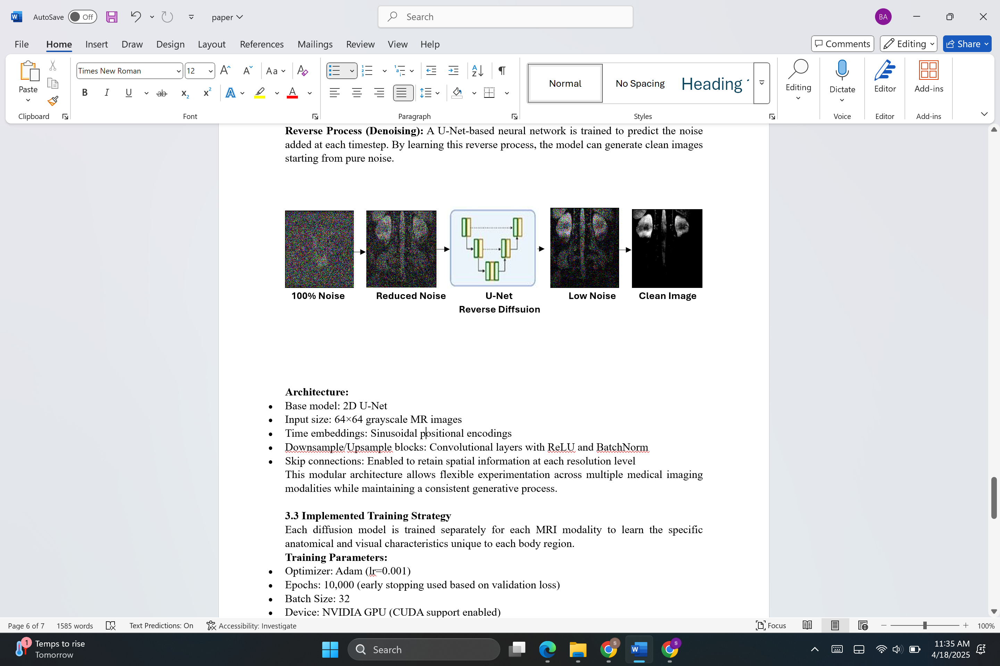 AutoSave Off paper Search BA
File Home Insert Draw Design Layout References Mailings Review View Help Comments Editing Share
Paste
Clipboard
Times New Roman 12 Aa
B I U ab x2 x2 A A
Font
Paragraph
Normal No Spacing Heading 1
Styles
Editing
Dictate
Voice
Editor
Editor
Add-ins
Add-ins
Reverse Process (Denoising): A U-Net-based neural network is trained to predict the noise
added at each timestep. By learning this reverse process, the model can generate clean images
starting from pure noise.
100% Noise Reduced Noise U-Net Low Noise Clean Image
Reverse Diffsuion
Architecture:
• Base model: 2D U-Net
• Input size: 64×64 grayscale MR images
• Time embeddings: Sinusoidal positional encodings
• Downsample/Upsample blocks: Convolutional layers with ReLU and BatchNorm
• Skip connections: Enabled to retain spatial information at each resolution level
This modular architecture allows flexible experimentation across multiple medical imaging
modalities while maintaining a consistent generative process.
3.3 Implemented Training Strategy
Each diffusion model is trained separately for each MRI modality to learn the specific
anatomical and visual characteristics unique to each body region.
Training Parameters:
• Optimizer: Adam (lr=0.001)
• Epochs: 10,000 (early stopping used based on validation loss)
• Batch Size: 32
• Device: NVIDIA GPU (CUDA support enabled)
Page 6 of 7 1585 words Text Predictions: On Accessibility: Investigate Focus 100%
1 Temps to rise
Tomorrow
Search
11:35 AM
4/18/2025